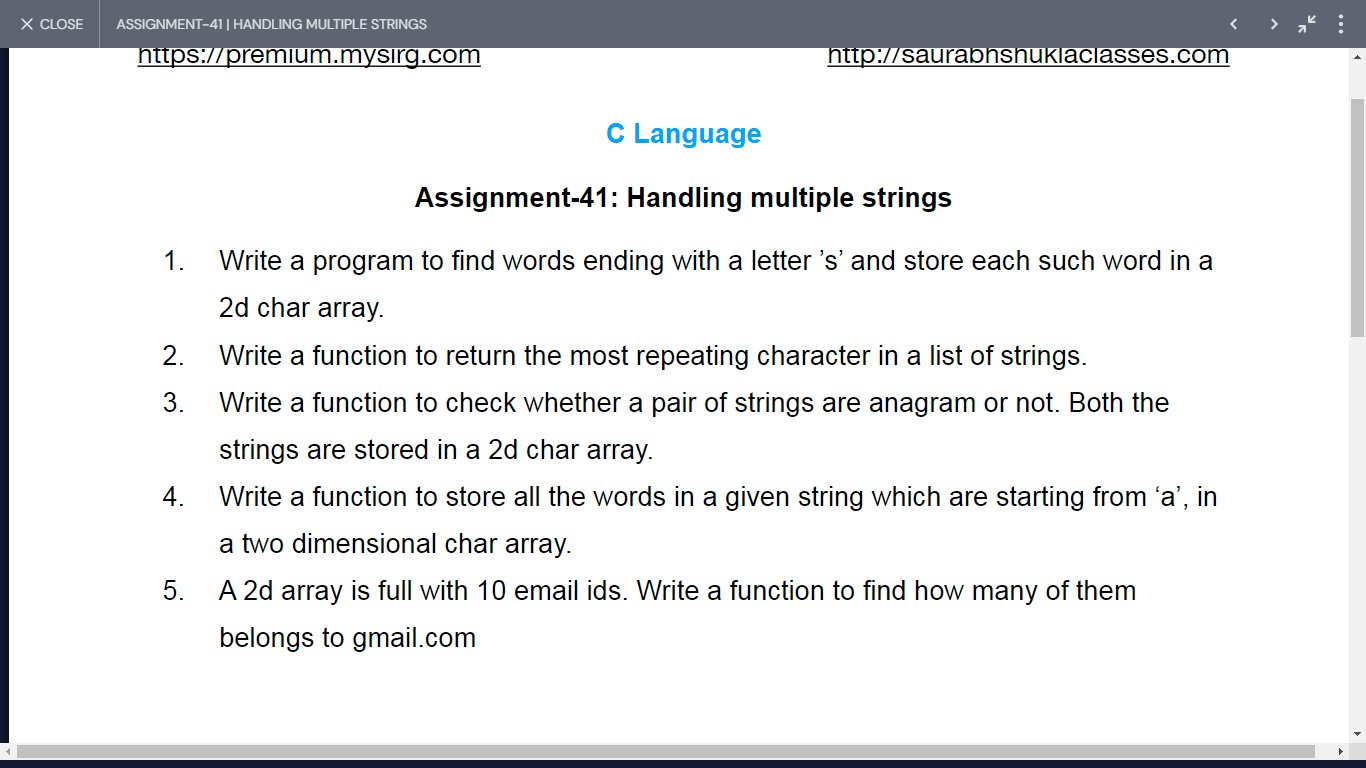 CLOSE
ASSIGNMENT-41 | HANDLING MULTIPLE STRINGS
https://premium.mysirg.com
http://saurabhshuklaclasses.com
C Language
Assignment-41: Handling multiple strings
1. Write a program to find words ending with a letter ’s’ and store each such word in a
2d char array.
2. Write a function to return the most repeating character in a list of strings.
3. Write a function to check whether a pair of strings are anagram or not. Both the
strings are stored in a 2d char array.
4. Write a function to store all the words in a given string which are starting from ‘a’, in
a two dimensional char array.
5. A 2d array is full with 10 email ids. Write a function to find how many of them
belongs to gmail.com